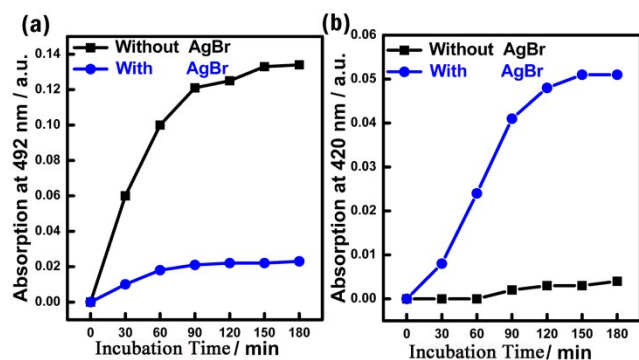 (a)
Without AgBr
With AgBr
Absorption at 492 nm / a.u.
0.14
0.12
0.10
0.08
0.06
0.04
0.02
0.00
0 30 60 90 120 150 180
Incubation Time / min
(b)
Without AgBr
With AgBr
Absorption at 420 nm / a.u.
0.06
0.05
0.04
0.03
0.02
0.01
0.00
0 30 60 90 120 150 180
Incubation Time / min